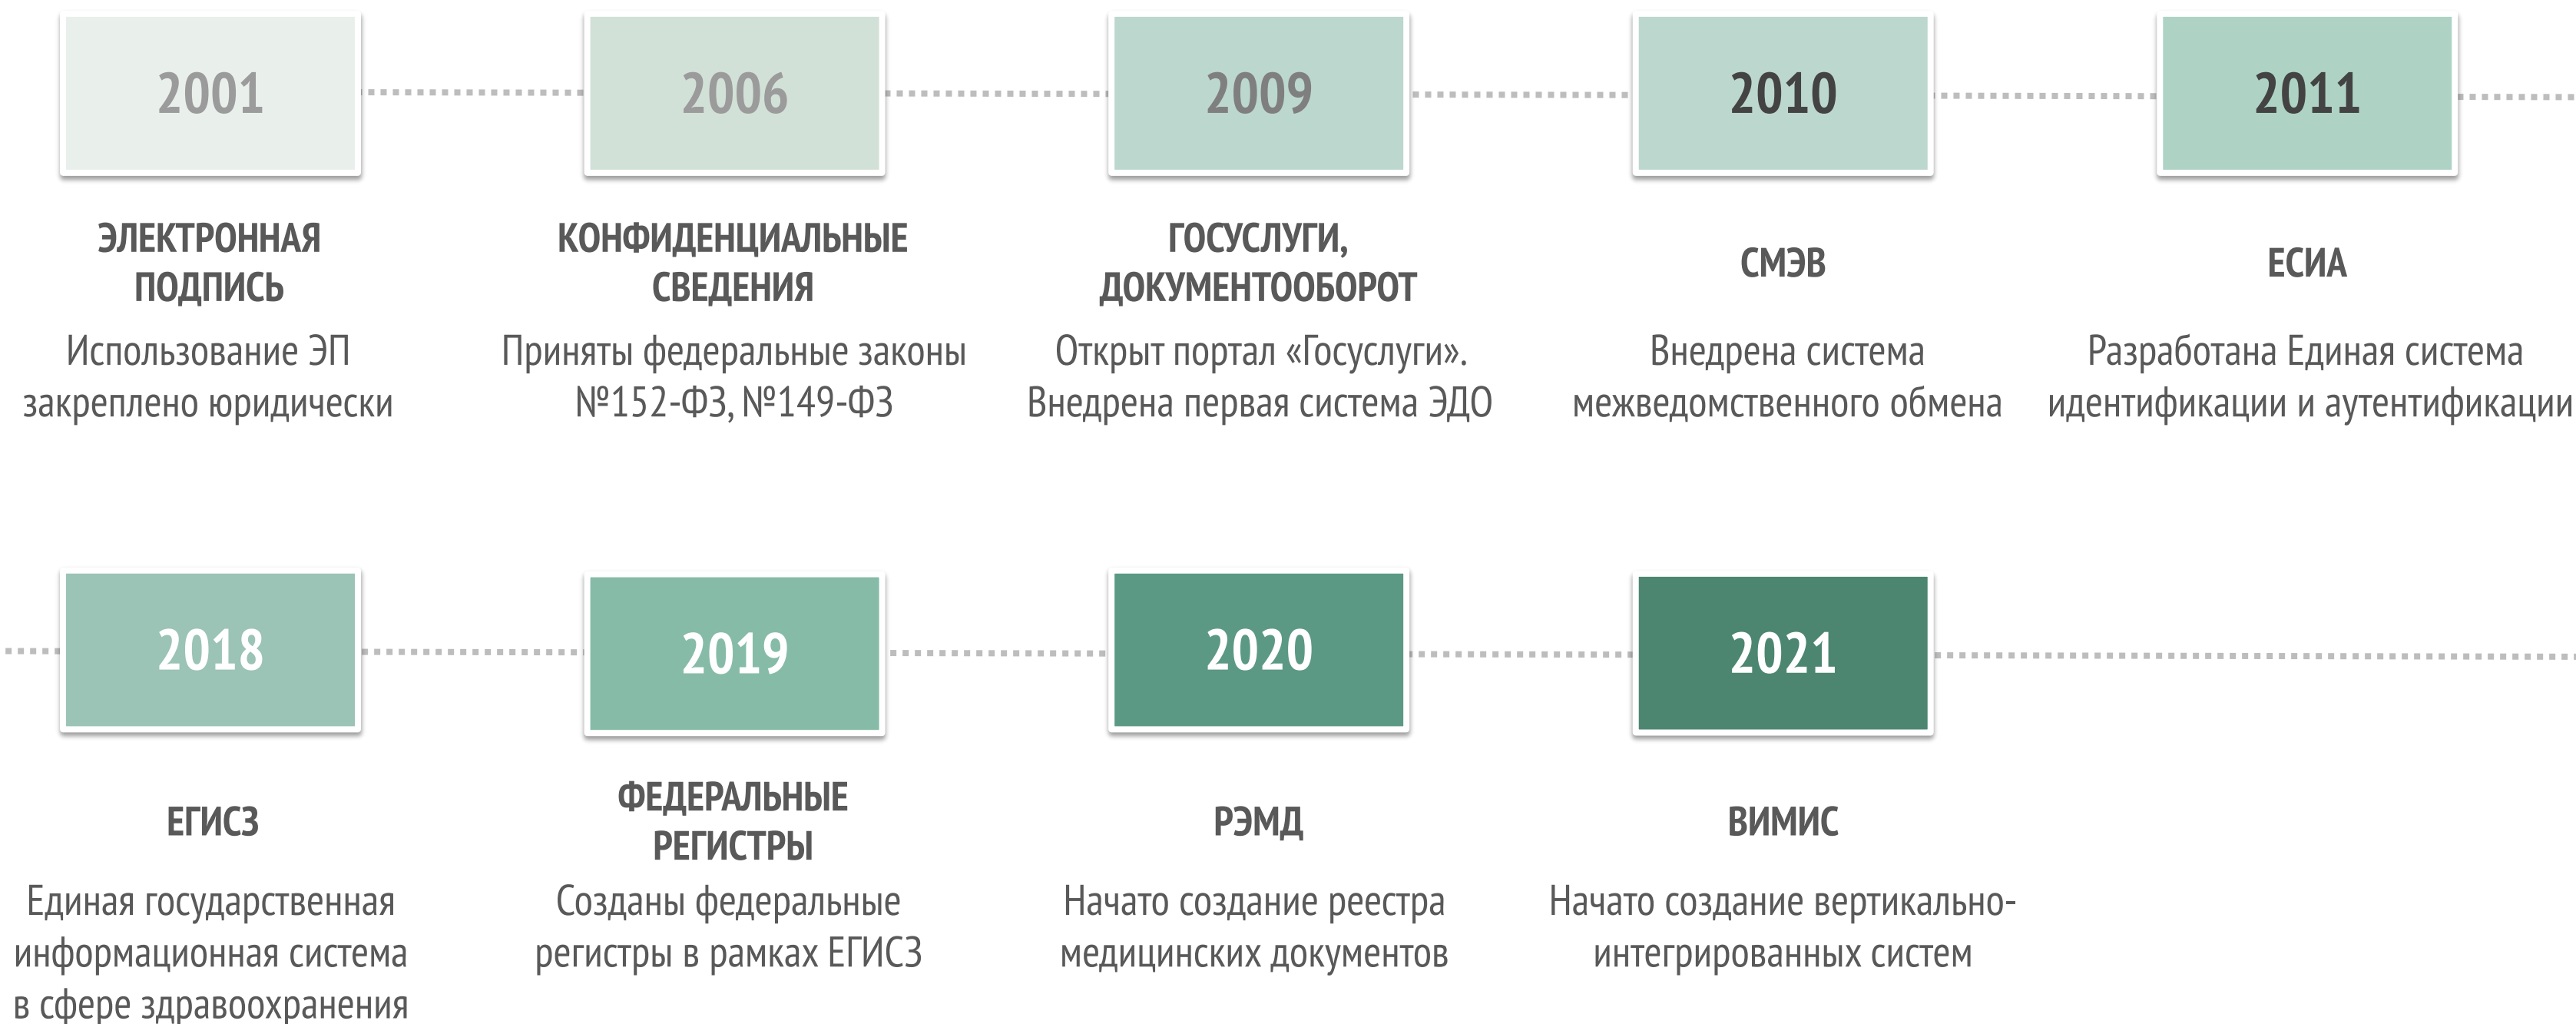 2001
2006
2009
2010
2011
ЭЛЕКТРОННАЯ
ПОДПИСЬ
Использование ЭП
закреплено юридически
КОНФИДЕНЦИАЛЬНЫЕ
СВЕДЕНИЯ
Приняты федеральные законы
№152-ФЗ, №149-ФЗ
ГОСУСЛУГИ,
ДОКУМЕНТООБОРОТ
Открыт портал «Госуслуги».
Внедрена первая система ЭДО
СМЭВ
Внедрена система
межведомственного обмена
ЕСИА
Разработана Единая система
идентификации и аутентификации
2018
2019
2020
2021
ЕГИСЗ
Единая государственная
информационная система
в сфере здравоохранения
ФЕДЕРАЛЬНЫЕ
РЕГИСТРЫ
Созданы федеральные
регистры в рамках ЕГИСЗ
РЭМД
Начато создание реестра
медицинских документов
ВИМИС
Начато создание вертикально-
интегрированных систем